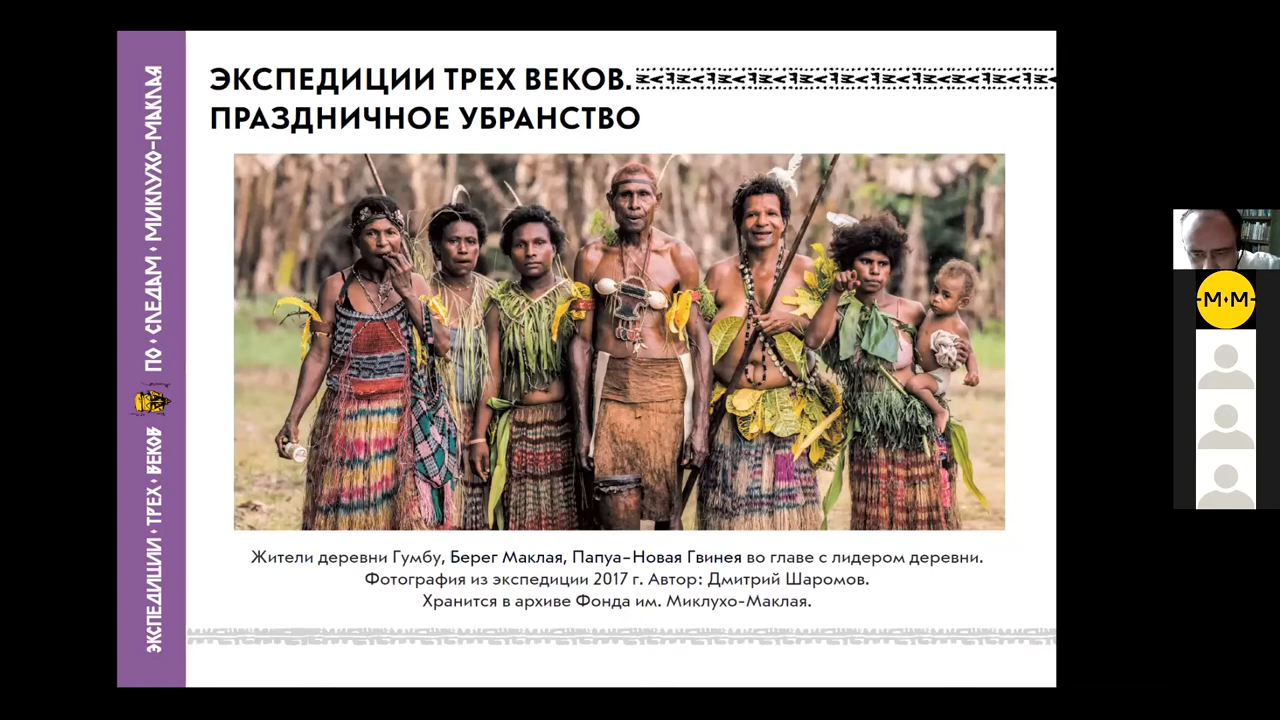 ЭКСПЕДИЦИИ ТРЕХ ВЕКОВ.
ПРАЗДНИЧНОЕ УБРАНСТВО
ЭКСПЕДИЦИИ • ТРЕХ • ВЕКОВ
ПО • СЛЕДАМ • МИКЛУХО-МАКЛАЯ
Жители деревни Гумбу, Берег Маклая, Папуа-Новая Гвинея во главе с лидером деревни.
Фотография из экспедиции 2017 г. Автор: Дмитрий Шаромов.
Хранится в архиве Фонда им. Миклухо-Маклая.
-М•М-